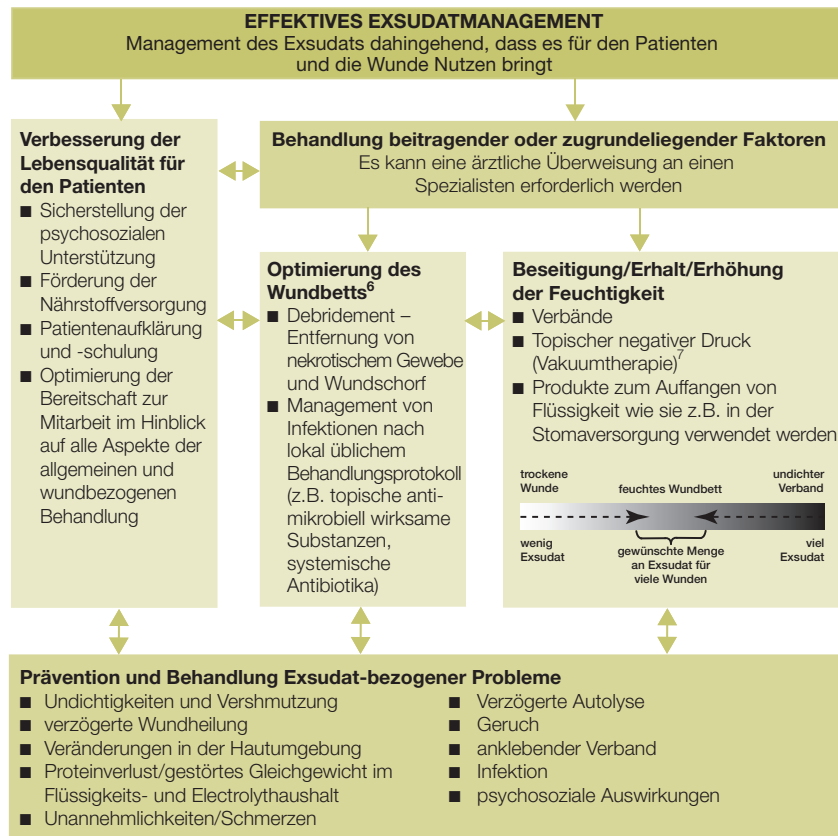 EFFEKTIVES EXSUDATMANAGEMENT
Management des Exsudats dahingehend, dass es für den Patienten
und die Wunde Nutzen bringt
Verbesserung der
Lebensqualität für
den Patienten
■ Sicherstellung der
psychosozialen
Unterstützung
■ Förderung der
Nährstoffversorgung
■ Patientenaufklärung
und -schulung
■ Optimierung der
Bereitschaft zur
Mitarbeit im Hinblick
auf alle Aspekte der
allgemeinen und
wundbezogenen
Behandlung
Behandlung beitragender oder zugrundeliegender Faktoren
Es kann eine ärztliche Überweisung an einen
Spezialisten erforderlich werden
Optimierung des
Wundbetts⁶
■ Debridement –
Entfernung von
nekrotischem Gewebe
und Wundschorf
■ Management von
Infektionen nach
lokal üblichem
Behandlungsprotokoll
(z.B. topische anti-
mikrobiell wirksame
Substanzen,
systemische
Antibiotika)
Beseitigung/Erhalt/Erhöhung
der Feuchtigkeit
■ Verbände
■ Topischer negativer Druck
(Vakuumtherapie)⁷
■ Produkte zum Auffangen von
Flüssigkeit wie sie z.B. in der
Stomaversorgung verwendet werden
trockene
Wunde
feuchtes Wundbett
undichter
Verband
wenig
Exsudat
gewünschte Menge
an Exsudat für
viele Wunden
viel
Exsudat
Prävention und Behandlung Exsudat-bezogener Probleme
■ Undichtigkeiten und Vershmutzung
■ verzögerte Wundheilung
■ Veränderungen in der Hautumgebung
■ Proteinverlust/gestörtes Gleichgewicht im
Flüssigkeits- und Electrolythaushalt
■ Unannehmlichkeiten/Schmerzen
■ Verzögerte Autolyse
■ Geruch
■ anklebender Verband
■ Infektion
■ psychosoziale Auswirkungen